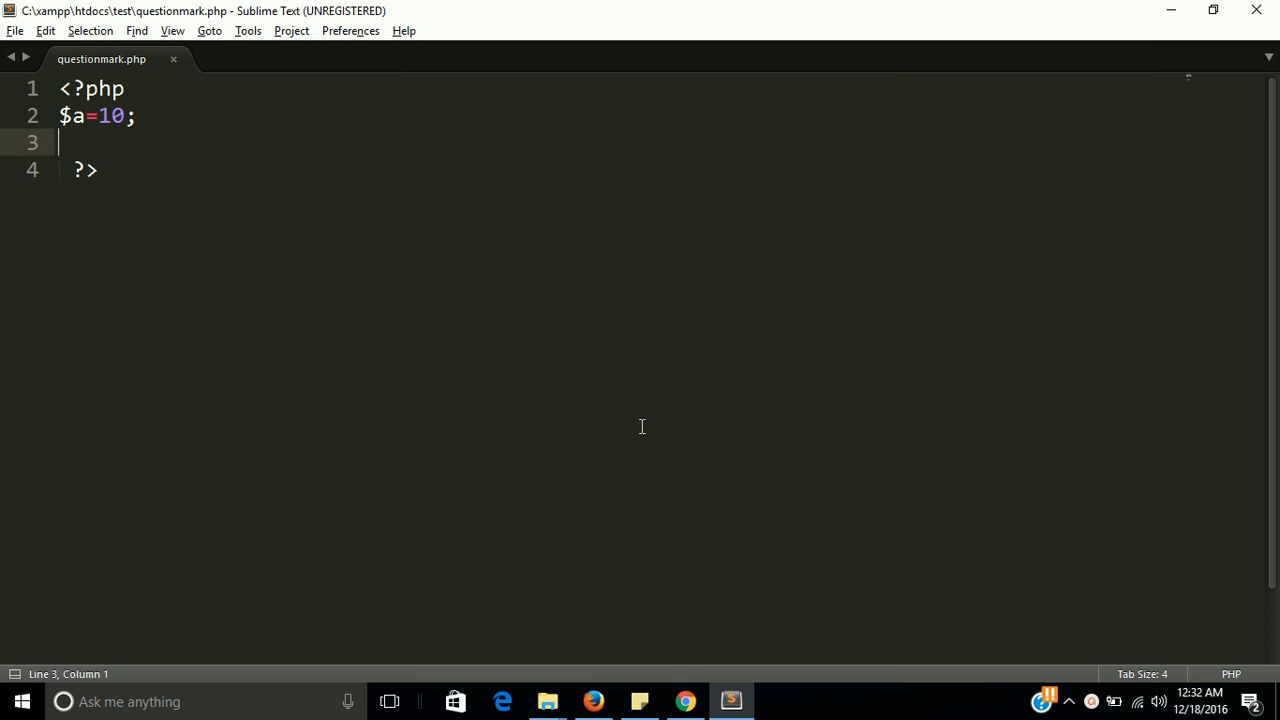 C:\xampp\htdocs\test\questionmark.php - Sublime Text (UNREGISTERED)
File Edit Selection Find View Goto Tools Project Preferences Help
questionmark.php ×
1 <?php
2 $a=10;
3
4 ?>
Line 3, Column 1 Tab Size: 4 PHP
Ask me anything
12:32 AM
12/18/2016
2